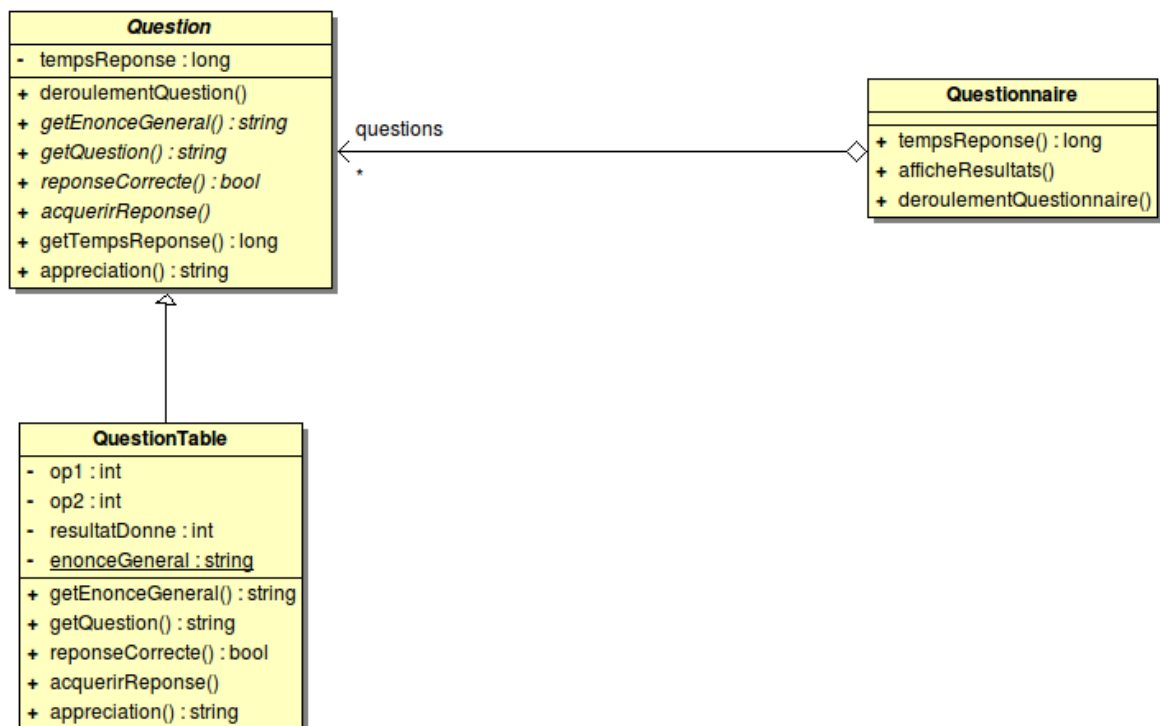 Question
- tempsReponse : long
+ deroulementQuestion()
+ getEnonceGeneral() : string
+ getQuestion() : string
+ reponseCorrecte() : bool
+ acquerirReponse()
+ getTempsReponse() : long
+ appreciation() : string
questions
*
Questionnaire
+ tempsReponse() : long
+ afficheResultats()
+ deroulementQuestionnaire()
QuestionTable
- op1 : int
- op2 : int
- resultatDonne : int
- enonceGeneral : string
+ getEnonceGeneral() : string
+ getQuestion() : string
+ reponseCorrecte() : bool
+ acquerirReponse()
+ appreciation() : string